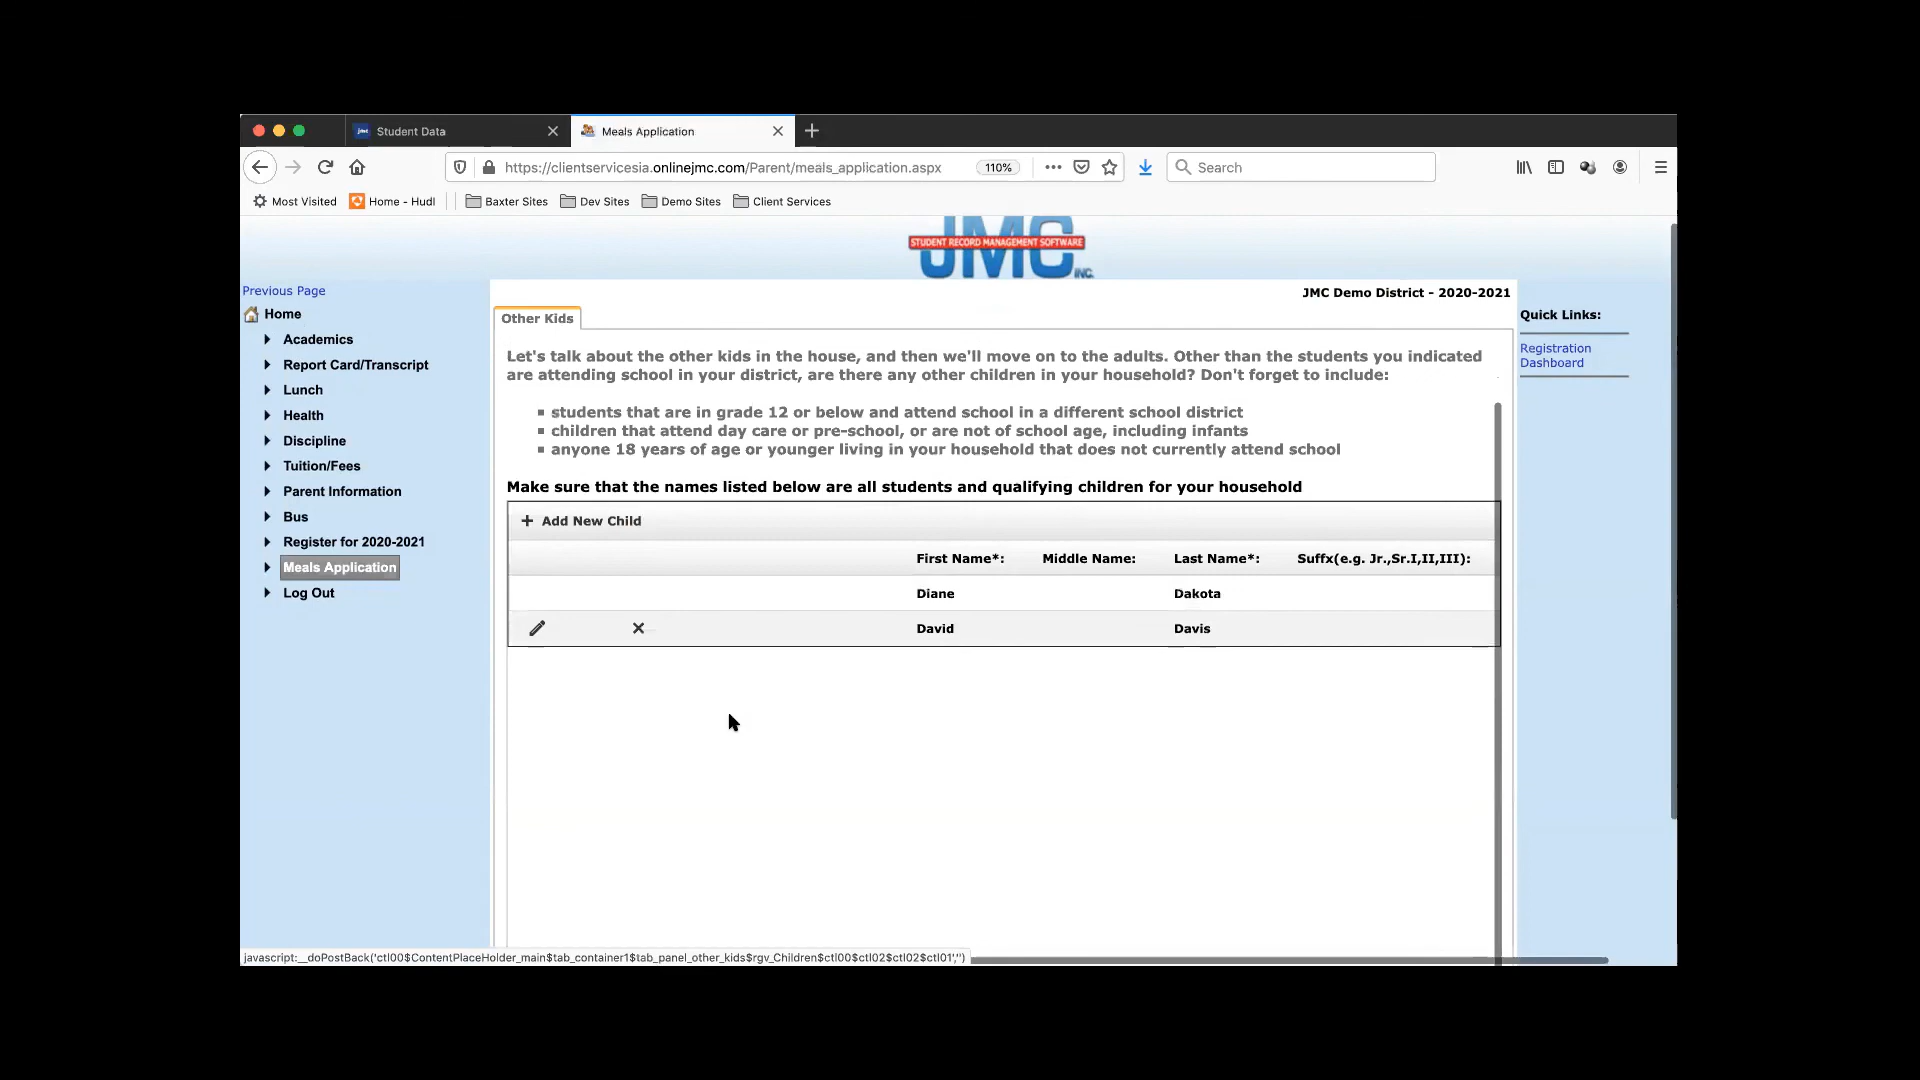 Student Data
Meals Application
https://clientservicesia.onlinejmc.com/Parent/meals_application.aspx
110%
Search
Most Visited
Home - Hudl
Baxter Sites
Dev Sites
Demo Sites
Client Services
JMC INC.
STUDENT RECORD MANAGEMENT SOFTWARE
Previous Page
JMC Demo District - 2020-2021
Home
Academics
Report Card/Transcript
Lunch
Health
Discipline
Tuition/Fees
Parent Information
Bus
Register for 2020-2021
Meals Application
Log Out
Other Kids
Let's talk about the other kids in the house, and then we'll move on to the adults. Other than the students you indicated
are attending school in your district, are there any other children in your household? Don't forget to include:
students that are in grade 12 or below and attend school in a different school district
children that attend day care or pre-school, or are not of school age, including infants
anyone 18 years of age or younger living in your household that does not currently attend school
Make sure that the names listed below are all students and qualifying children for your household
+ Add New Child
First Name*: Middle Name: Last Name*: Suffx(e.g. Jr.,Sr.I,II,III):
Diane Dakota
David Davis
Quick Links:
Registration
Dashboard
javascript:__doPostBack('ctl00$ContentPlaceHolder_main$tab_container1$tab_panel_other_kids$rgv_Children$ctl00$ctl02$ctl02$ctl01','')